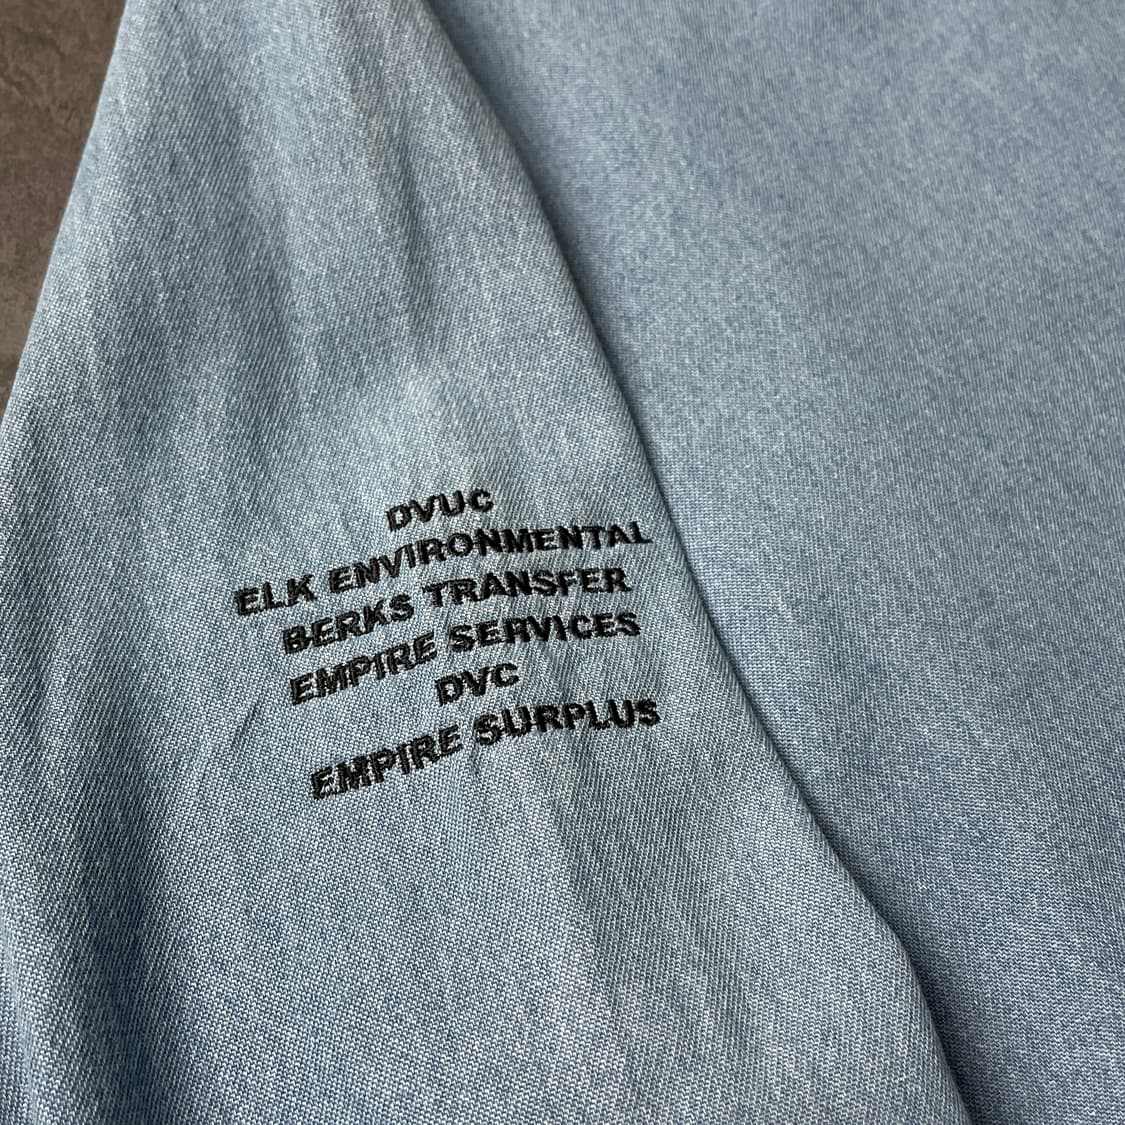 DVUC
ELK ENVIRONMENTAL
BERKS TRANSFER
EMPIRE SERVICES
DVC
EMPIRE SURPLUS